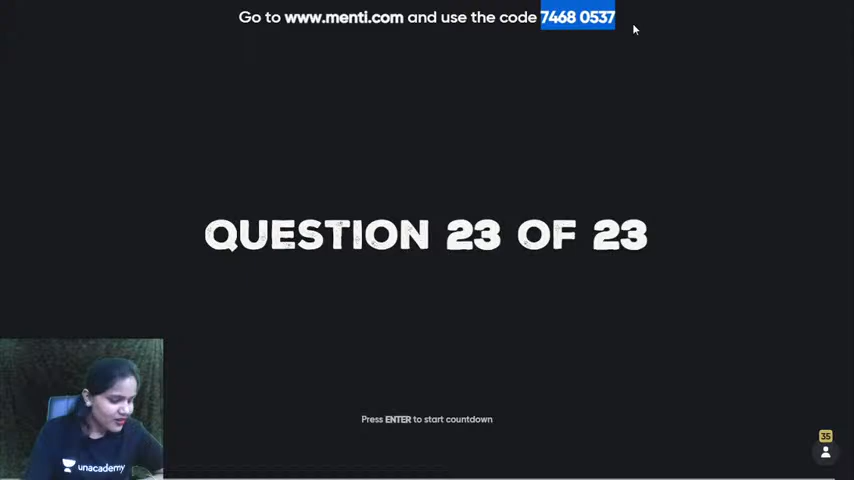 Go to www.menti.com and use the code 7468 0537
QUESTION 23 OF 23
Press ENTER to start countdown
35
unacademy